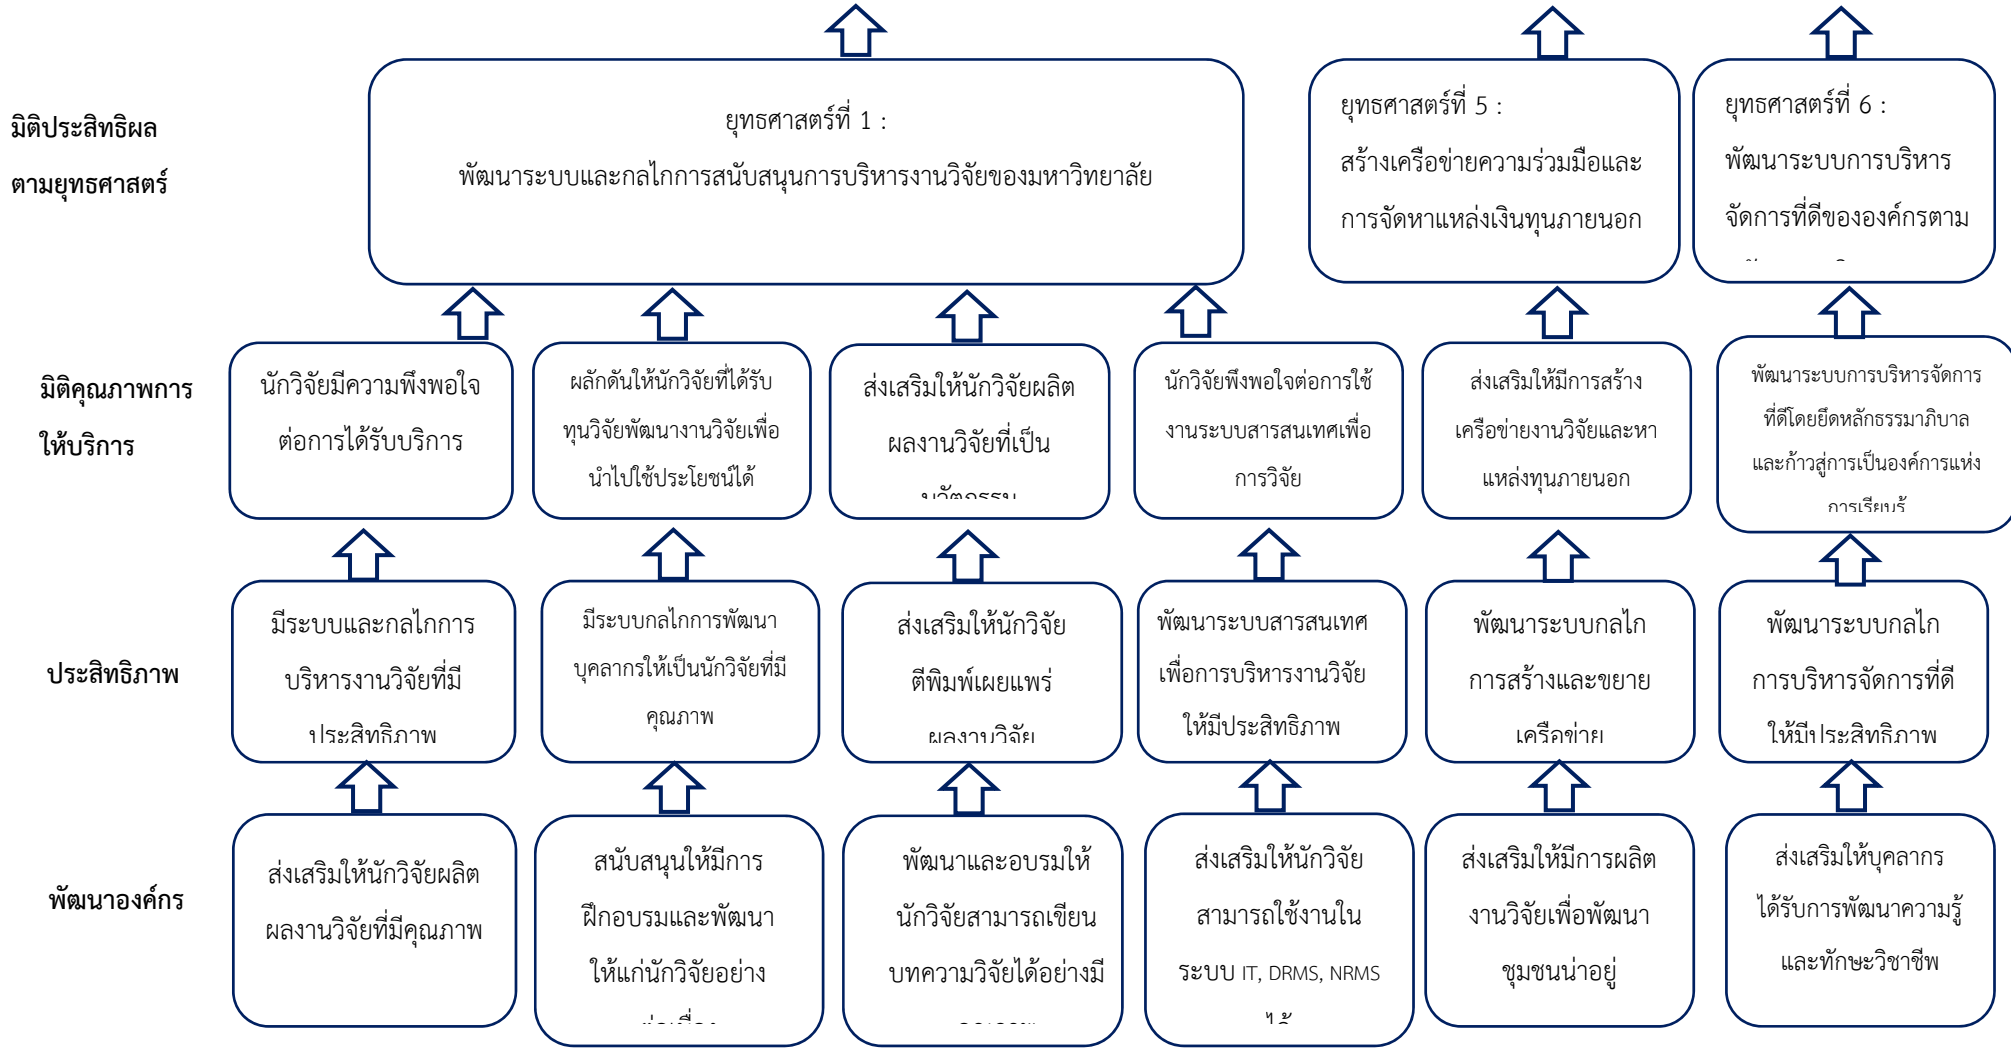 มิติประสิทธิผล
ตามยุทธศาสตร์
ยุทธศาสตร์ที่ 1 :
พัฒนาระบบและกลไกการสนับสนุนการบริหารงานวิจัยของมหาวิทยาลัย
ยุทธศาสตร์ที่ 5 :
สร้างเครือข่ายความร่วมมือและ
การจัดหาแหล่งเงินทุนภายนอก
ยุทธศาสตร์ที่ 6 :
พัฒนาระบบการบริหาร
จัดการที่ดีขององค์กรตาม
มิติคุณภาพการ
ให้บริการ
นักวิจัยมีความพึงพอใจ
ต่อการได้รับบริการ
ผลักดันให้นักวิจัยที่ได้รับ
ทุนวิจัยพัฒนางานวิจัยเพื่อ
นำไปใช้ประโยชน์ได้
ส่งเสริมให้นักวิจัยผลิต
ผลงานวิจัยที่เป็น
นวัตกรรม
นักวิจัยพึงพอใจต่อการใช้
งานระบบสารสนเทศเพื่อ
การวิจัย
ส่งเสริมให้มีการสร้าง
เครือข่ายงานวิจัยและหา
แหล่งทุนภายนอก
พัฒนาระบบการบริหารจัดการ
ที่ดีโดยยึดหลักธรรมาภิบาล
และก้าวสู่การเป็นองค์การแห่ง
การเรียนรู้
ประสิทธิภาพ
มีระบบและกลไกการ
บริหารงานวิจัยที่มี
ประสิทธิภาพ
มีระบบกลไกการพัฒนา
บุคลากรให้เป็นนักวิจัยที่มี
คุณภาพ
ส่งเสริมให้นักวิจัย
ตีพิมพ์เผยแพร่
ผลงานวิจัย
พัฒนาระบบสารสนเทศ
เพื่อการบริหารงานวิจัย
ให้มีประสิทธิภาพ
พัฒนาระบบกลไก
การสร้างและขยาย
เครือข่าย
พัฒนาระบบกลไก
การบริหารจัดการที่ดี
ให้มีประสิทธิภาพ
พัฒนาองค์กร
ส่งเสริมให้นักวิจัยผลิต
ผลงานวิจัยที่มีคุณภาพ
สนับสนุนให้มีการ
ฝึกอบรมและพัฒนา
ให้แก่นักวิจัยอย่าง
ต่อเนื่อง
พัฒนาและอบรมให้
นักวิจัยสามารถเขียน
บทความวิจัยได้อย่างมี
คุณภาพ
ส่งเสริมให้นักวิจัย
สามารถใช้งานใน
ระบบ IT, DRMS, NRMS
ได้
ส่งเสริมให้มีการผลิต
งานวิจัยเพื่อพัฒนา
ชุมชนน่าอยู่
ส่งเสริมให้บุคลากร
ได้รับการพัฒนาความรู้
และทักษะวิชาชีพ